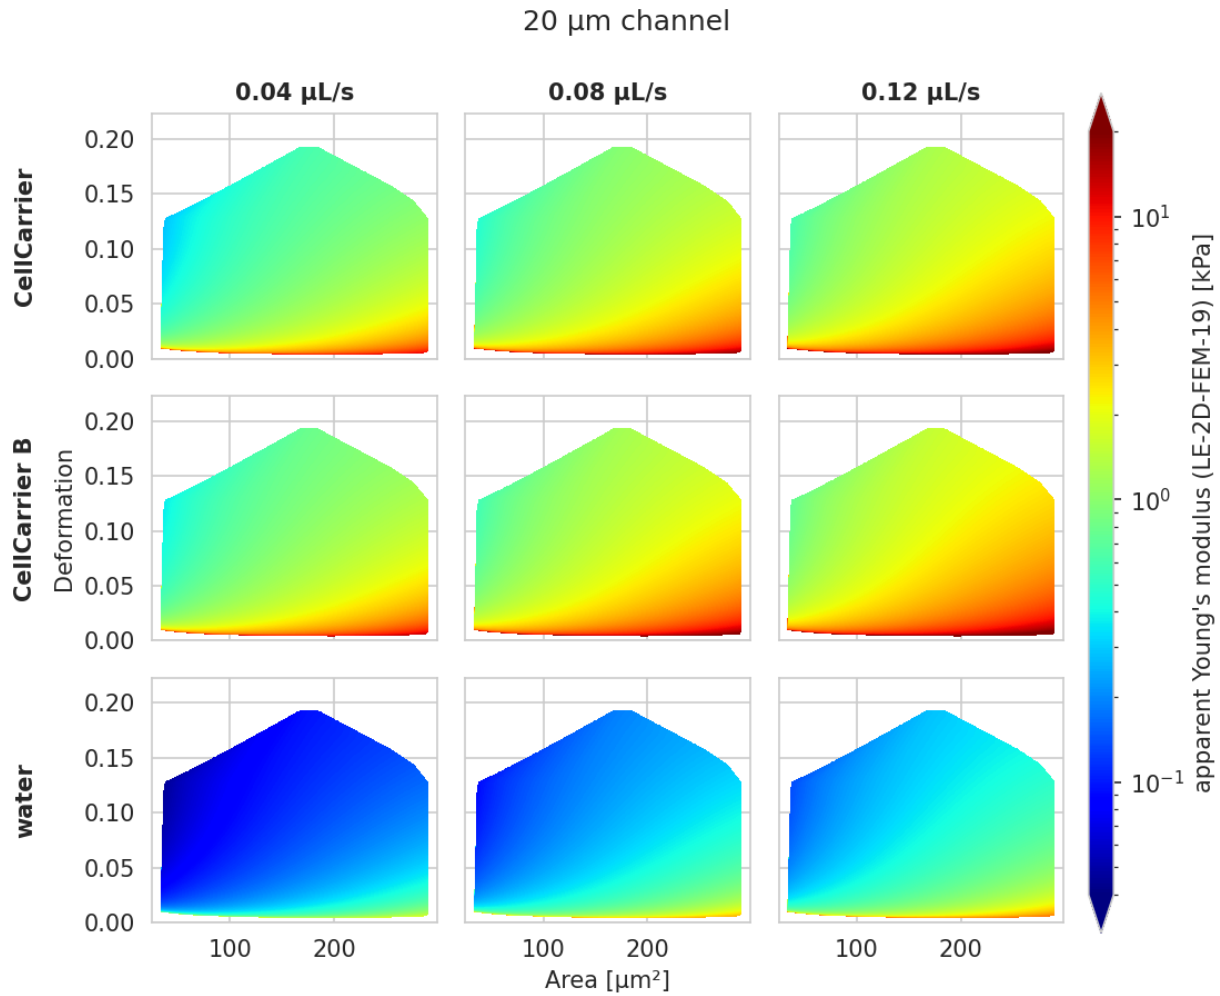 20 µm channel
0.04 µL/s 0.08 µL/s 0.12 µL/s
CellCarrier
0.20
0.15
0.10
0.05
0.00
CellCarrier B
Deformation
0.20
0.15
0.10
0.05
0.00
water
0.20
0.15
0.10
0.05
0.00
100 200 100 200 100 200
Area [µm²]
10¹
10⁰
10⁻¹
apparent Young's modulus (LE-2D-FEM-19) [kPa]